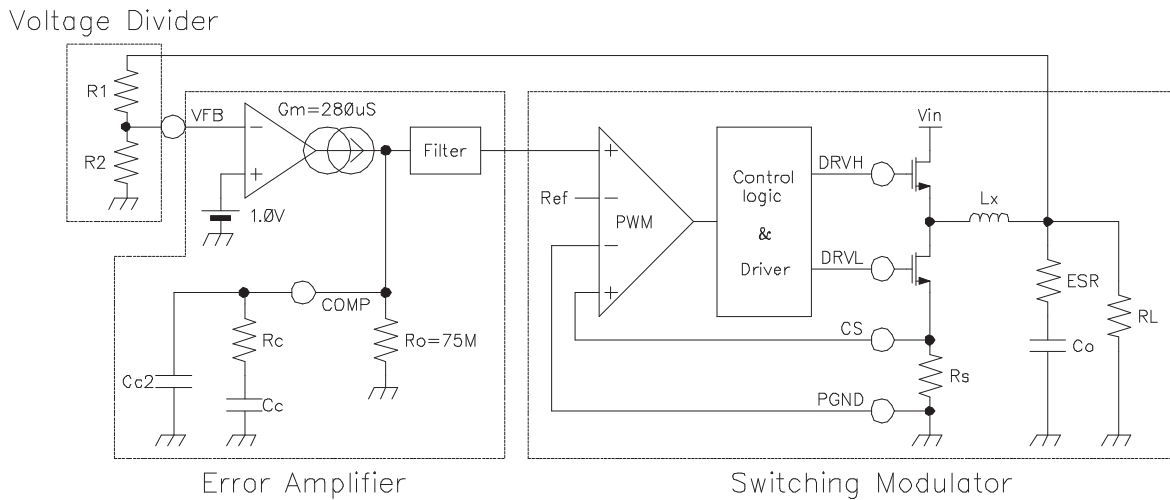 Voltage Divider
R1
R2
VFB
Gm=280uS
1.0V
Filter
COMP
Rc
Ro=75M
Cc2
Cc
Error Amplifier
Ref
PWM
Control
logic
&
Driver
DRVH
DRVL
Vin
Lx
CS
Rs
PGND
ESR
Co
RL
Switching Modulator